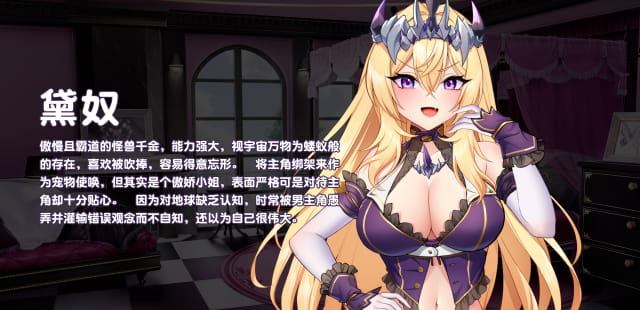 黛奴
傲慢且霸道的怪兽千金，能力强大，视宇宙万物为蝼蚁般
的存在，喜欢被吹捧，容易得意忘形。 将主角绑架来作
为宠物使唤，但其实是个傲娇小姐，表面严格可是对待主
角却十分贴心。 因为对地球缺乏认知，时常被男主角愚
弄并灌输错误观念而不自知，还以为自己很伟大。